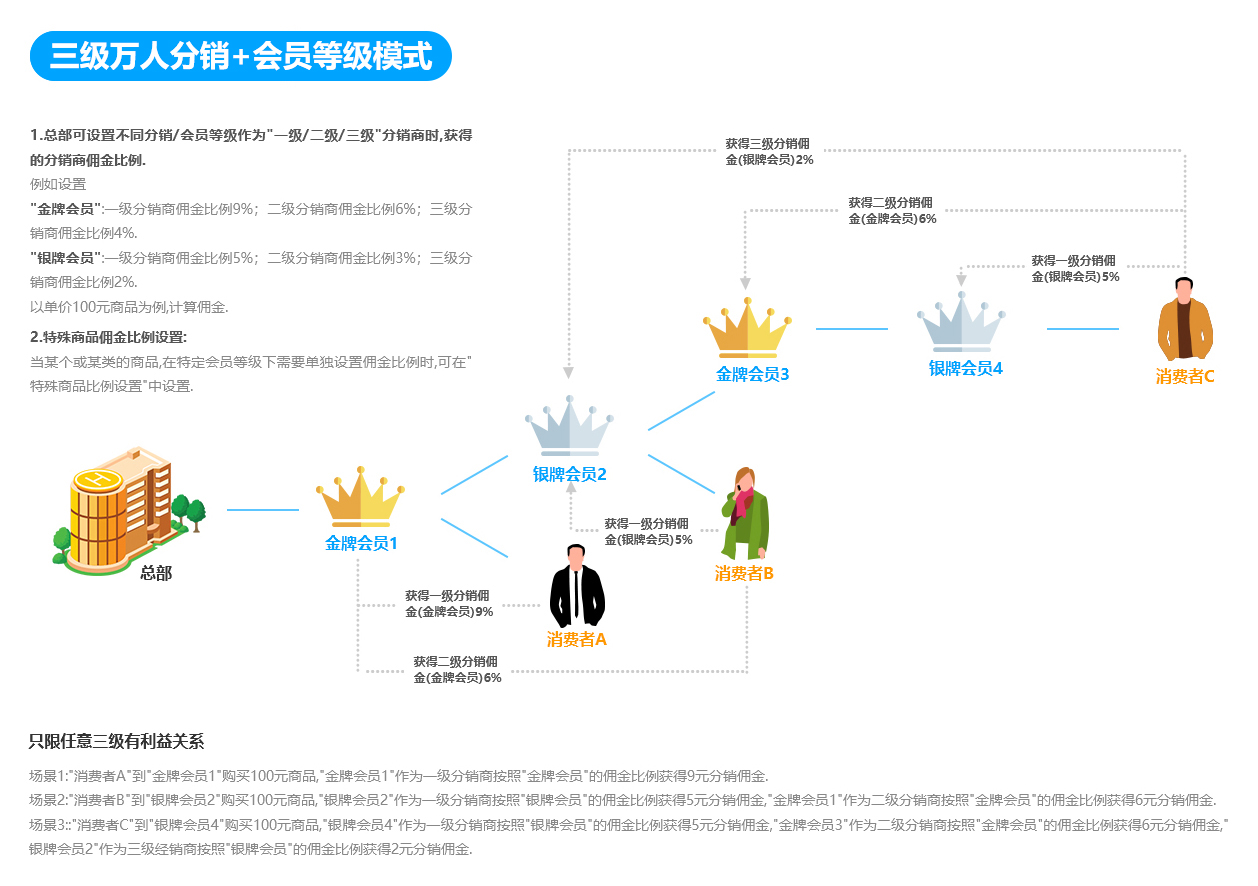 三级万人分销+会员等级模式
1.总部可设置不同分销/会员等级作为"一级/二级/三级"分销商时,获得
的分销商佣金比例.
例如设置
"金牌会员":一级分销商佣金比例9%；二级分销商佣金比例6%；三级分
销商佣金比例4%.
"银牌会员":一级分销商佣金比例5%；二级分销商佣金比例3%；三级分
销商佣金比例2%.
以单价100元商品为例,计算佣金.
2.特殊商品佣金比例设置:
当某个或某类的商品,在特定会员等级下需要单独设置佣金比例时,可在"
特殊商品比例设置"中设置.
获得三级分销佣
金(银牌会员)2%
获得二级分销佣
金(金牌会员)6%
获得一级分销佣
金(银牌会员)5%
金牌会员3
银牌会员4
消费者C
银牌会员2
获得一级分销佣
金(银牌会员)5%
金牌会员1
总部
消费者B
获得一级分销佣
金(金牌会员)9%
消费者A
获得二级分销佣
金(金牌会员)6%
只限任意三级有利益关系
场景1:"消费者A"到"金牌会员1"购买100元商品,"金牌会员1"作为一级分销商按照"金牌会员"的佣金比例获得9元分销佣金.
场景2:"消费者B"到"银牌会员2"购买100元商品,"银牌会员2"作为一级分销商按照"银牌会员"的佣金比例获得5元分销佣金,"金牌会员1"作为二级分销商按照"金牌会员"的佣金比例获得6元分销佣金.
场景3::"消费者C"到"银牌会员4"购买100元商品,"银牌会员4"作为一级分销商按照"银牌会员"的佣金比例获得5元分销佣金,"金牌会员3"作为二级分销商按照"金牌会员"的佣金比例获得6元分销佣金,"
银牌会员2"作为三级经销商按照"银牌会员"的佣金比例获得2元分销佣金.